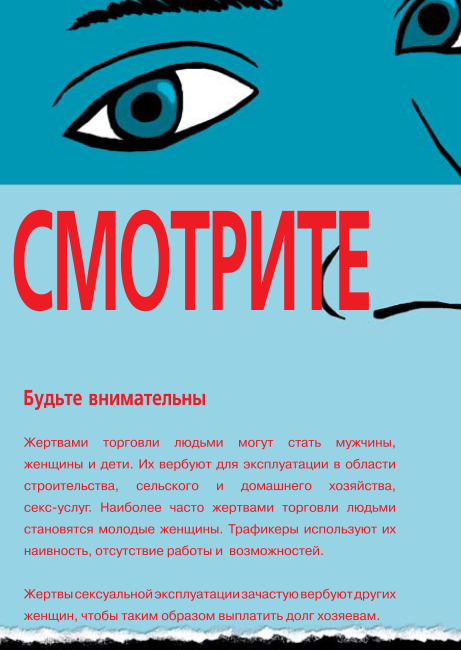 СМОТРИТЕ
Будьте внимательны
Жертвами торговли людьми могут стать мужчины,
женщины и дети. Их вербуют для эксплуатации в области
строительства, сельского и домашнего хозяйства,
секс-услуг. Наиболее часто жертвами торговли людьми
становятся молодые женщины. Трафикеры используют их
наивность, отсутствие работы и возможностей.
Жертвы сексуальной эксплуатации зачастую вербуют других
женщин, чтобы таким образом выплатить долг хозяевам.